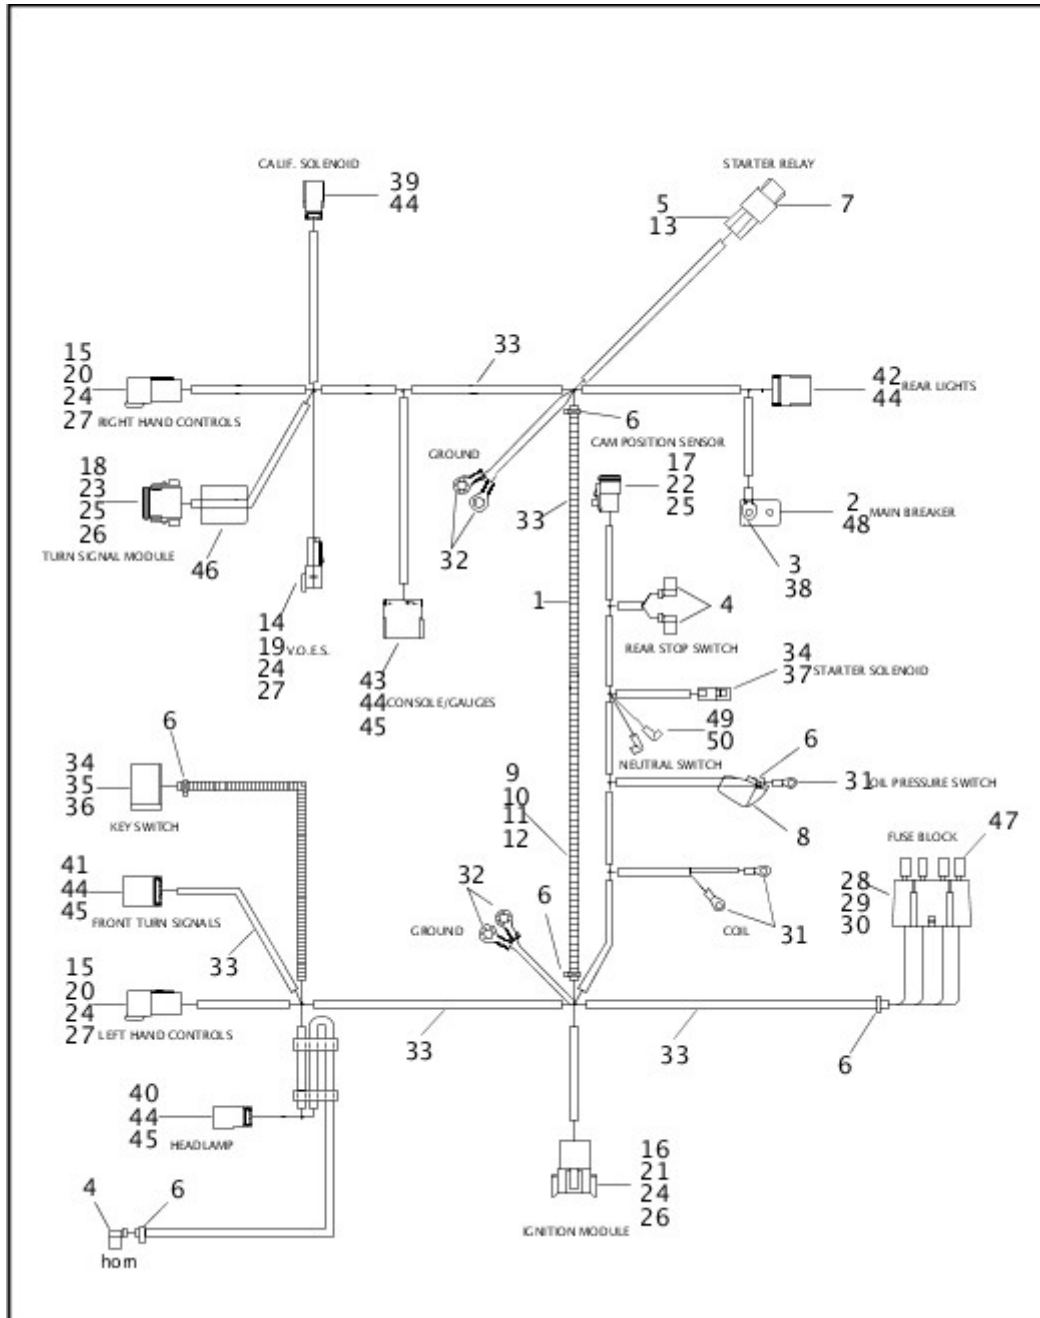 CALIF. SOLENOID
39
44
STARTER RELAY
5
13
7
15
20
24
27 RIGHT HAND CONTROLS
33
42
44 REAR LIGHTS
6
CAM POSITION SENSOR
17
22
25
GROUND
32
33
18
23
25
26
TURN SIGNAL MODULE
46
2
48 MAIN BREAKER
3
38
1
4
REAR STOP SWITCH
14
19 V.O.E.S.
24
27
43
44 CONSOLE/GAUGES
45
34
37 STARTER SOLENOID
49
50
NEUTRAL SWITCH
6
34
35
36
KEY SWITCH
9
10
11
12
6
31 OIL PRESSURE SWITCH
8
FUSE BLOCK
47
28
29
30
41
44
45 FRONT TURN SIGNALS
33
32
GROUND
6
COIL
31
15
20
24
27 LEFT HAND CONTROLS
33
33
6
40
44
45 HEADLAMP
16
21
24
26
IGNITION MODULE
4
6
horn